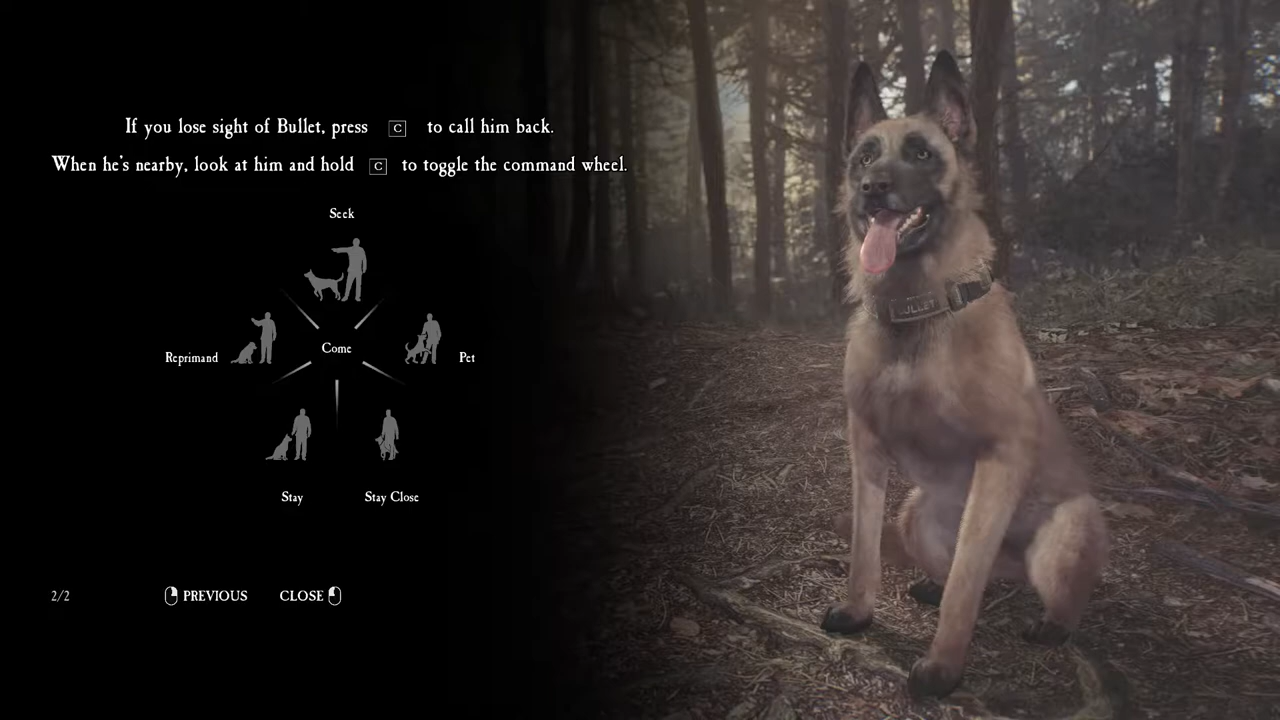 If you lose sight of Bullet, press C to call him back.
When he's nearby, look at him and hold C to toggle the command wheel.
Seek
Reprimand
Come
Pet
Stay
Stay Close
BULLET
2/2
PREVIOUS
CLOSE